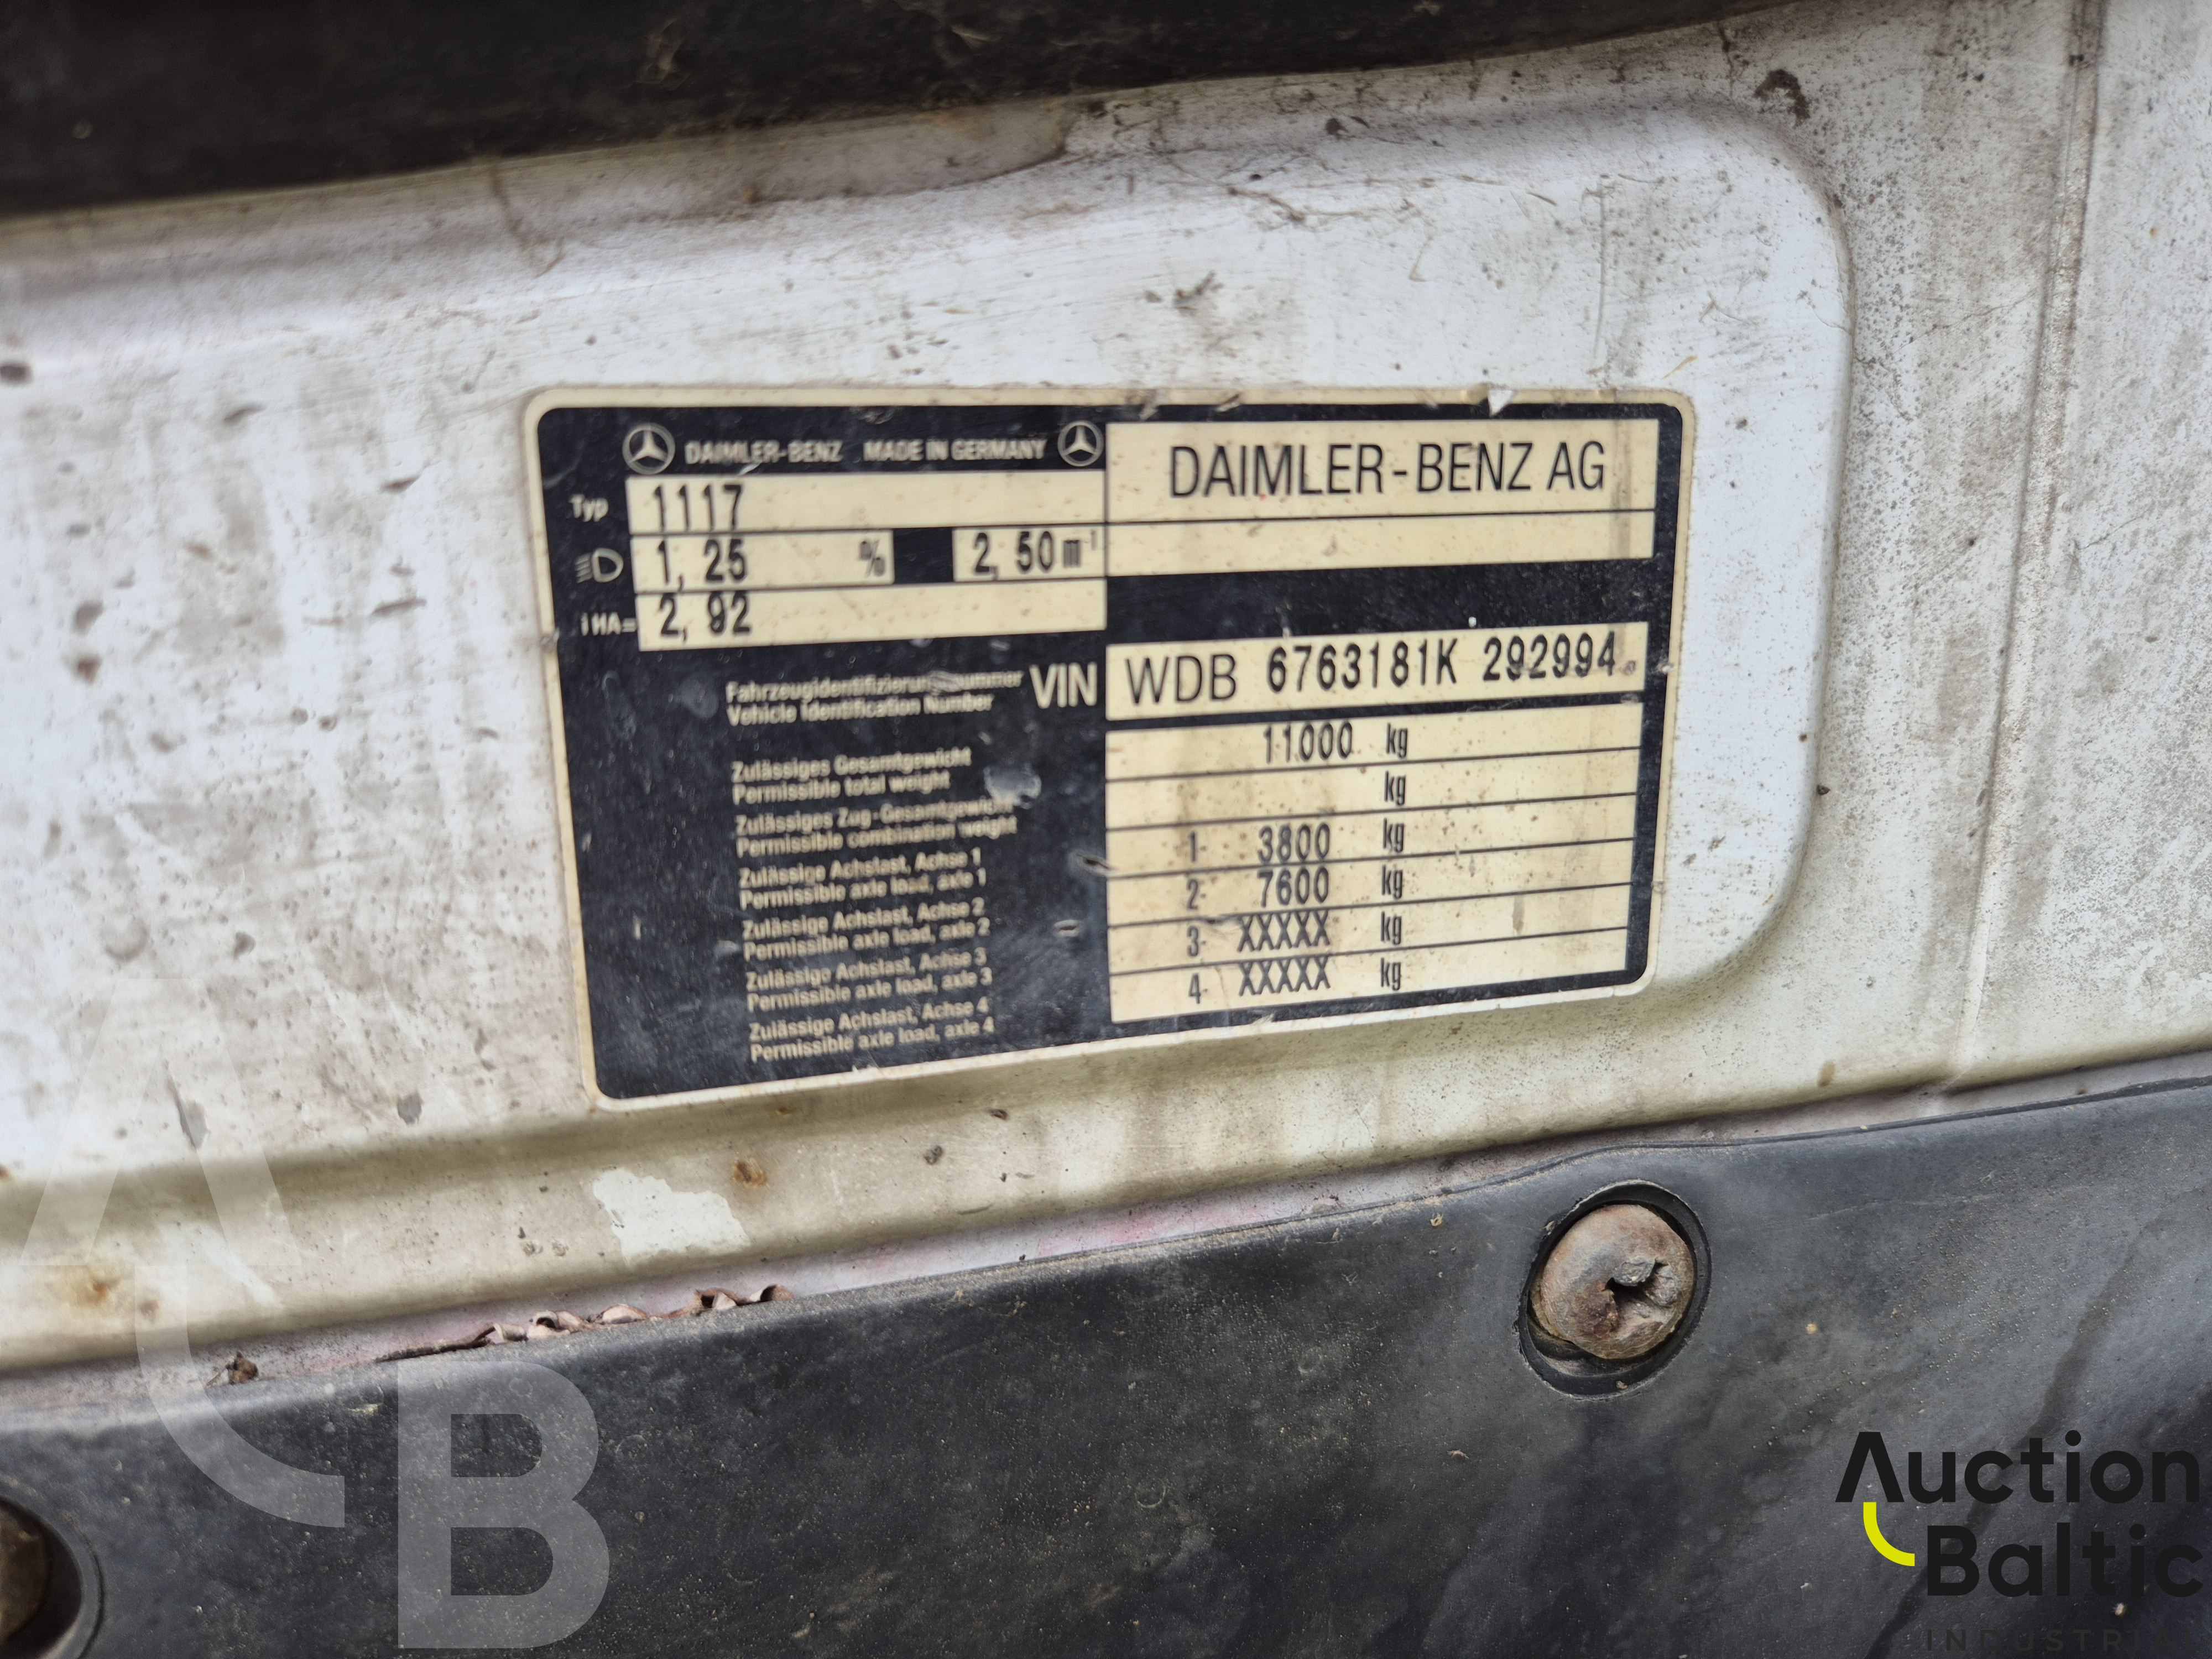 DAIMLER-BENZ MADE IN GERMANY
DAIMLER-BENZ AG
Typ 1117
1,25 % 2,50 m⁻¹
i HA= 2,92
Fahrzeugidentifizierungsnummer
Vehicle Identification Number
VIN WDB 6763181K 292994
Zulässiges Gesamtgewicht
Permissible total weight
11000 kg
Zulässiges Zug-Gesamtgewicht
Permissible combination weight
kg
Zulässige Achslast, Achse 1
Permissible axle load, axle 1
1- 3800 kg
Zulässige Achslast, Achse 2
Permissible axle load, axle 2
2- 7600 kg
Zulässige Achslast, Achse 3
Permissible axle load, axle 3
3- XXXXX kg
Zulässige Achslast, Achse 4
Permissible axle load, axle 4
4- XXXXX kg
A
B
Auction
Baltic
INDUSTRIAL